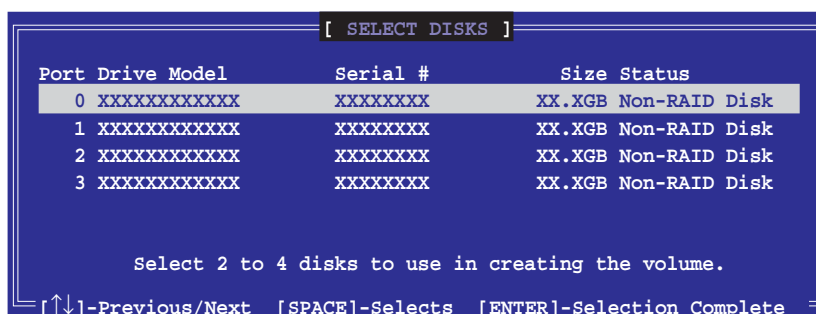 [ SELECT DISKS ]
Port Drive Model Serial # Size Status
0 XXXXXXXXXXXX XXXXXXXX XX.XGB Non-RAID Disk
1 XXXXXXXXXXXX XXXXXXXX XX.XGB Non-RAID Disk
2 XXXXXXXXXXXX XXXXXXXX XX.XGB Non-RAID Disk
3 XXXXXXXXXXXX XXXXXXXX XX.XGB Non-RAID Disk
Select 2 to 4 disks to use in creating the volume.
[↑↓]-Previous/Next [SPACE]-Selects [ENTER]-Selection Complete